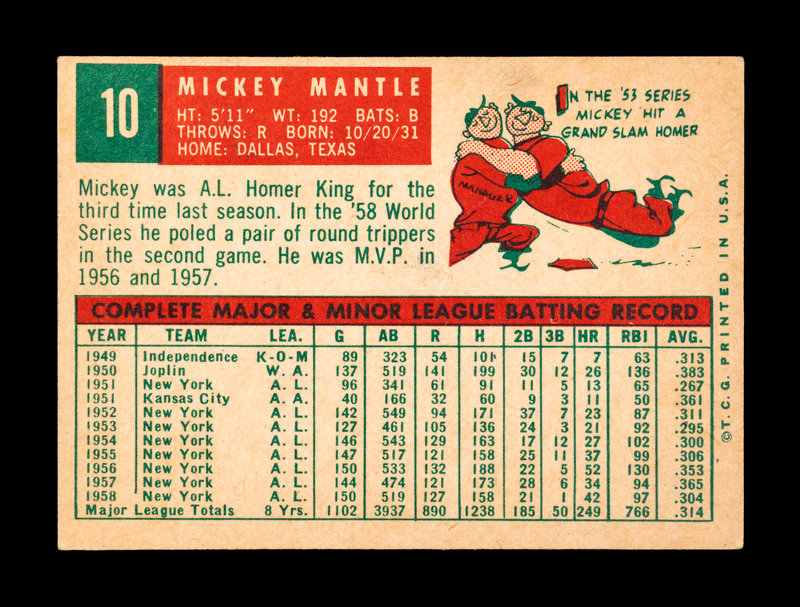 10
MICKEY MANTLE
HT: 5'11" WT: 192 BATS: B
THROWS: R BORN: 10/20/31
HOME: DALLAS, TEXAS
IN THE '53 SERIES
MICKEY HIT A
GRAND SLAM HOMER
MANAGER
Mickey was A.L. Homer King for the
third time last season. In the '58 World
Series he poled a pair of round trippers
in the second game. He was M.V.P. in
1956 and 1957.
COMPLETE MAJOR & MINOR LEAGUE BATTING RECORD
YEAR TEAM LEA. G AB R H 2B 3B HR RBI AVG.
1949 Independence K-O-M 89 323 54 101 15 7 7 63 .313
1950 Joplin W. A. 137 519 141 199 30 12 26 136 .383
1951 New York A. L. 96 341 61 91 11 5 13 65 .267
1951 Kansas City A. A. 40 166 32 60 9 3 11 50 .361
1952 New York A. L. 142 549 94 171 37 7 23 87 .311
1953 New York A. L. 127 461 105 136 24 3 21 92 .295
1954 New York A. L. 146 543 129 163 17 12 27 102 .300
1955 New York A. L. 147 517 121 158 25 11 37 99 .306
1956 New York A. L. 150 533 132 188 22 5 52 130 .353
1957 New York A. L. 144 474 121 173 28 6 34 94 .365
1958 New York A. L. 150 519 127 158 21 1 42 97 .304
Major League Totals 8 Yrs. 1102 3937 890 1238 185 50 249 766 .314
© T. C. G. PRINTED IN U.S.A.